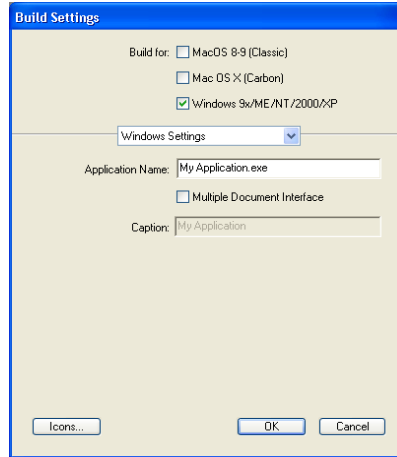 Build Settings
Build for: MacOS 8-9 (Classic)
Mac OS X (Carbon)
Windows 9x/ME/NT/2000/XP
Windows Settings
Application Name: My Application.exe
Multiple Document Interface
Caption: My Application
Icons... OK Cancel